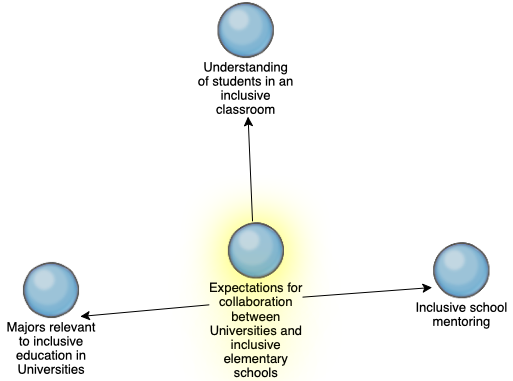 Understanding
of students in an
inclusive
classroom
Expectations for
collaboration
between
Universities and
inclusive
elementary
schools
Majors relevant
to inclusive
education in
Universities
Inclusive school
mentoring